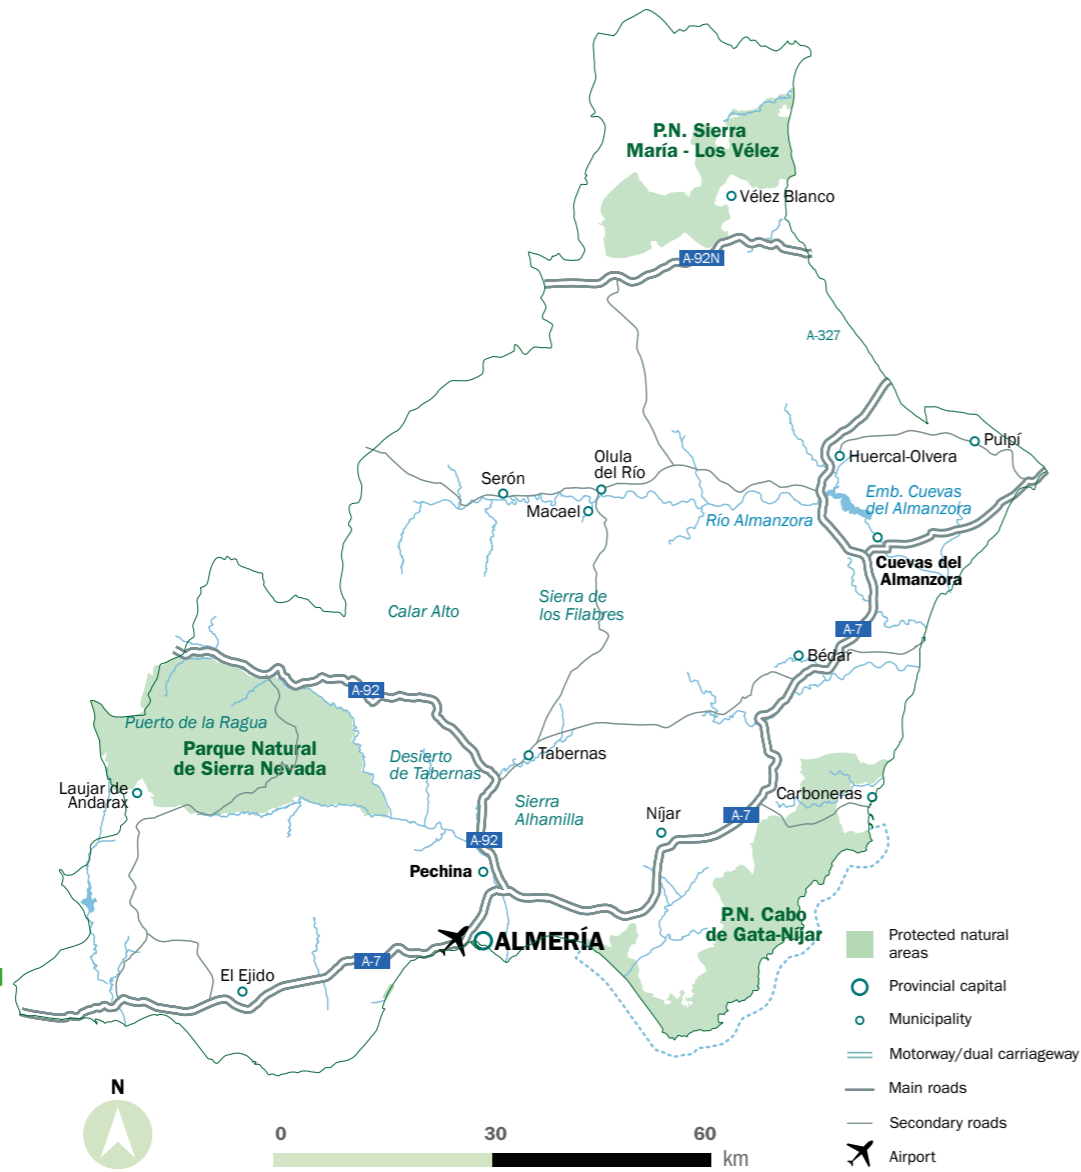 P.N. Sierra
María - Los Vélez
Vélez Blanco
A-92N
A-327
Pulpí
Huercal-Olvera
Olula
del Río
Serón
Macael
Emb. Cuevas
del Almanzora
Río Almanzora
Cuevas del
Almanzora
Sierra de
los Filabres
Calar Alto
A-7
Bédar
A-92
Puerto de la Ragua
Parque Natural
de Sierra Nevada
Desierto
de Tabernas
Tabernas
Laujar de
Andarax
Carboneras
Sierra
Alhamilla
Níjar
A-7
A-92
Pechina
P.N. Cabo
de Gata-Níjar
ALMERÍA
A-7
El Ejido
Protected natural
areas
Provincial capital
Municipality
Motorway/dual carriageway
Main roads
Secondary roads
Airport
N
0 30 60
km